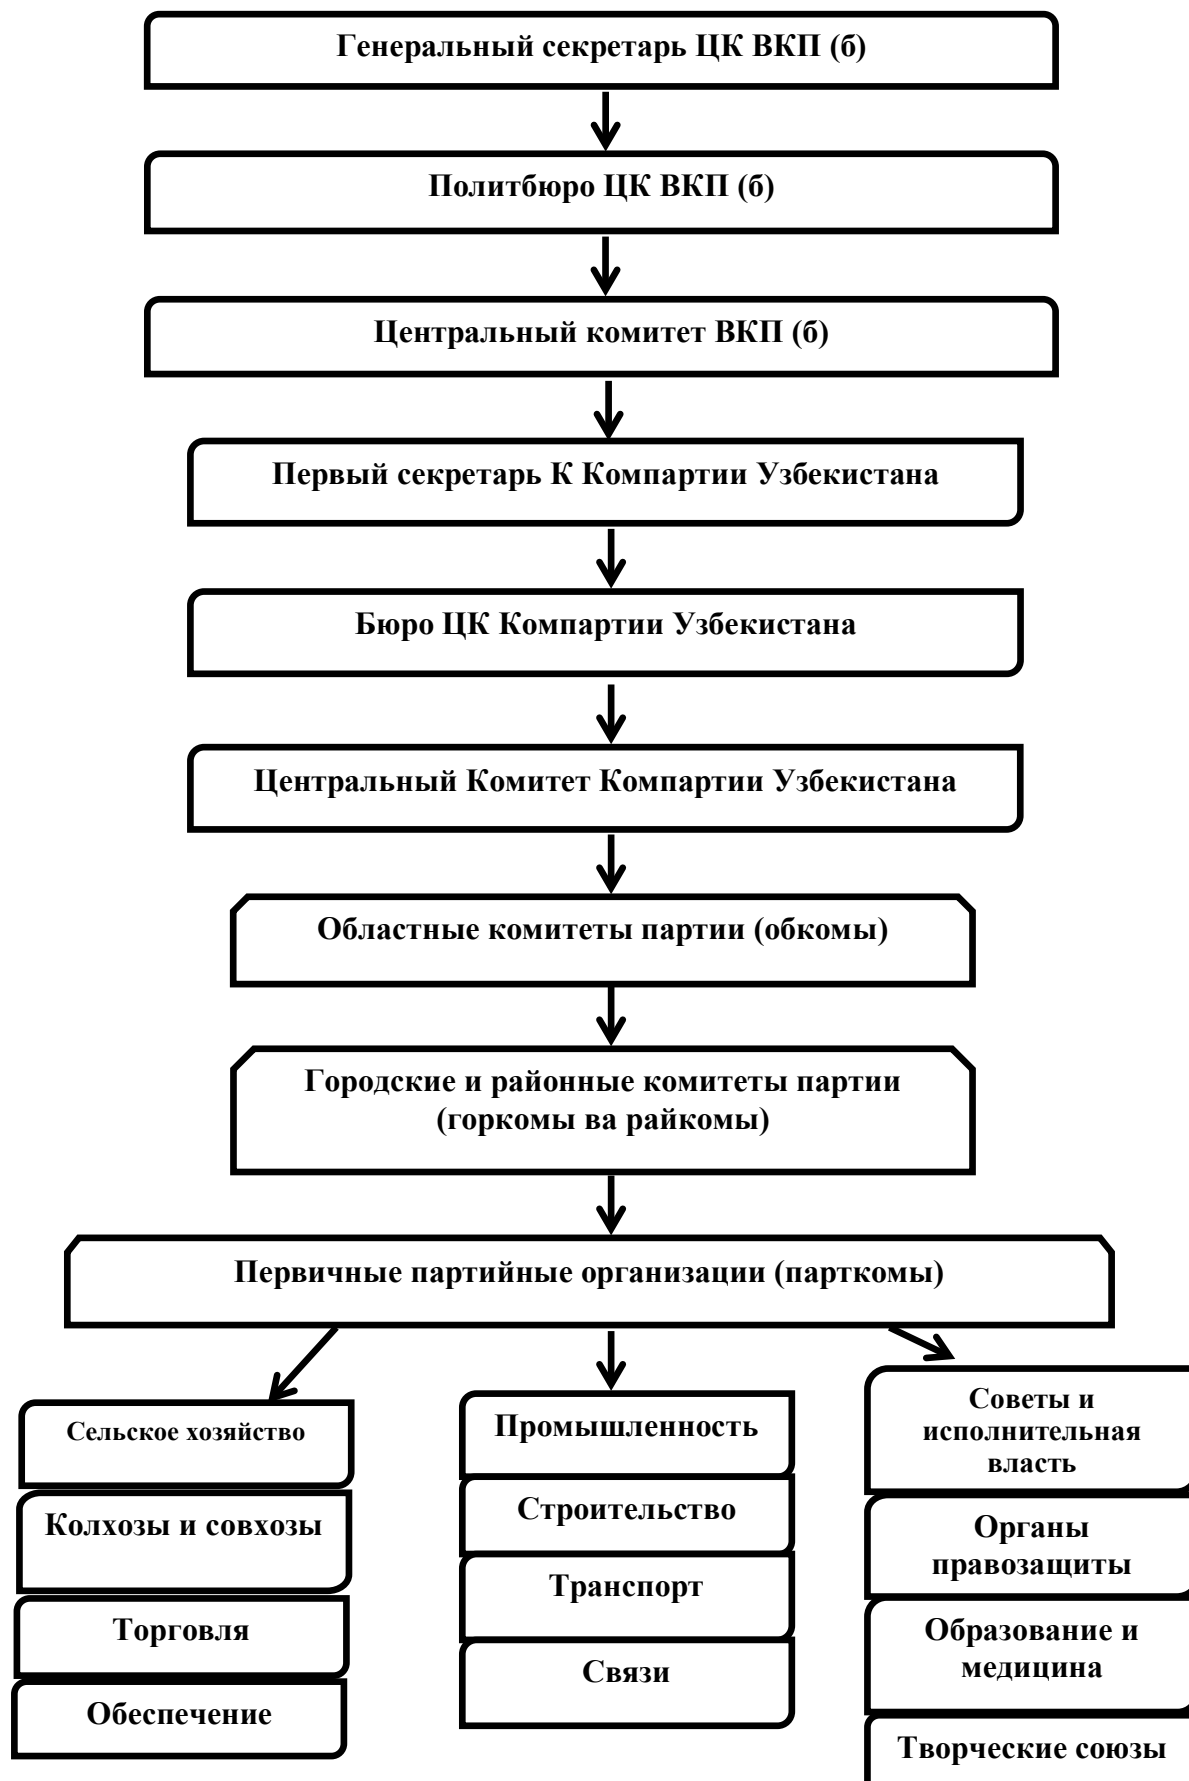 Генеральный секретарь ЦК ВКП (б)
Политбюро ЦК ВКП (б)
Центральный комитет ВКП (б)
Первый секретарь К Компартии Узбекистана
Бюро ЦК Компартии Узбекистана
Центральный Комитет Компартии Узбекистана
Областные комитеты партии (обкомы)
Городские и районные комитеты партии
(горкомы ва райкомы)
Первичные партийные организации (парткомы)
Сельское хозяйство
Колхозы и совхозы
Торговля
Обеспечение
Промышленность
Строительство
Транспорт
Связи
Советы и
исполнительная
власть
Органы
правозащиты
Образование и
медицина
Творческие союзы